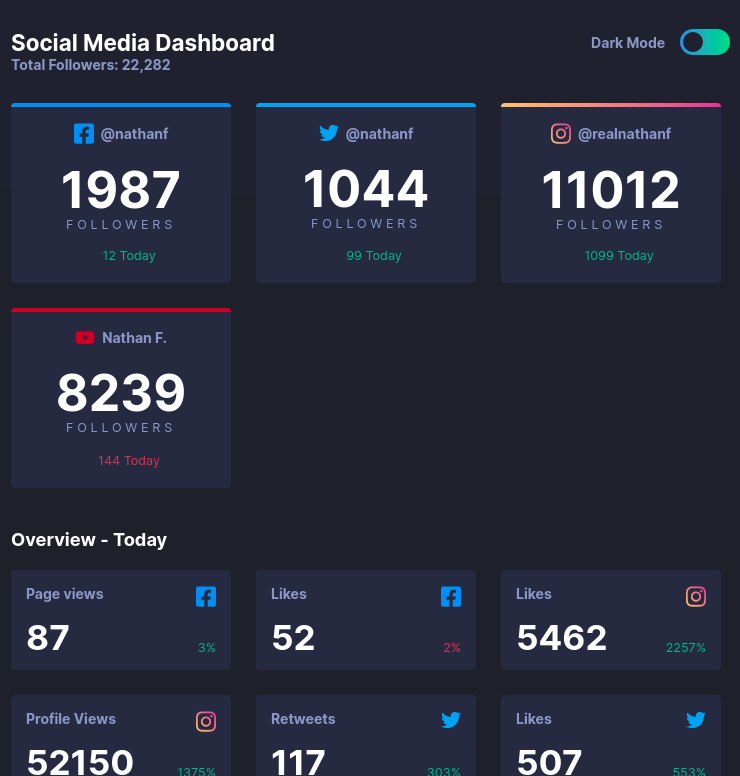 Social Media Dashboard
Total Followers: 22,282
Dark Mode
@nathanf
1987
FOLLOWERS
12 Today
@nathanf
1044
FOLLOWERS
99 Today
@realnathanf
11012
FOLLOWERS
1099 Today
Nathan F.
8239
FOLLOWERS
144 Today
Overview - Today
Page views
87
3%
Likes
52
2%
Likes
5462
2257%
Profile Views
52150
1375%
Retweets
117
303%
Likes
507
553%